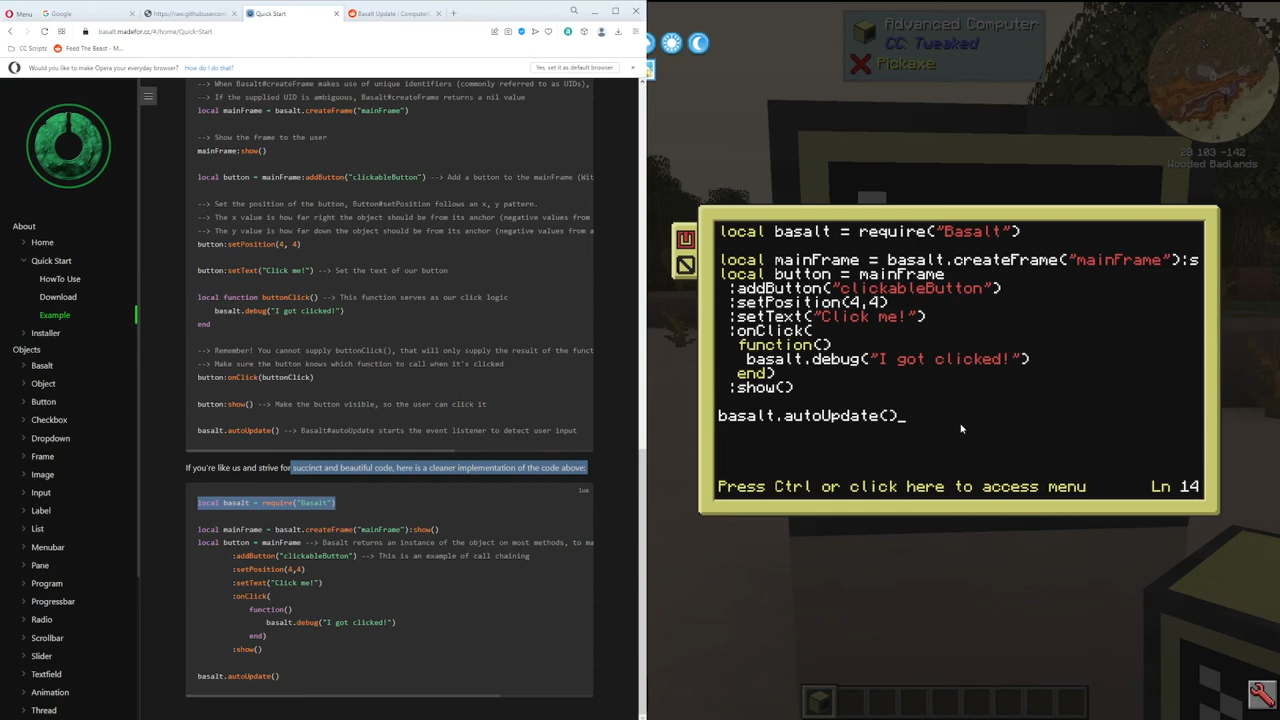 Menu
Google
https://raw.githubusercon
Quick Start
Basalt Update : Computer
basalt.madefor.cc/#/home/Quick-Start
CC Scripts
Feed The Beast - M...
Would you like to make Opera your everyday browser?
How do I do that?
Yes, set it as default browser
About
Home
Quick Start
HowTo Use
Download
Example
Installer
Objects
Basalt
Object
Button
Checkbox
Dropdown
Frame
Image
Input
Label
List
Menubar
Pane
Program
Progressbar
Radio
Scrollbar
Slider
Textfield
Animation
Thread
--> When Basalt#createFrame makes use of unique identifiers (commonly referred to as UIDs),
--> If the supplied UID is ambiguous, Basalt#createFrame returns a nil value
local mainFrame = basalt.createFrame("mainFrame")
--> Show the frame to the user
mainFrame:show()
local button = mainFrame:addButton("clickableButton") --> Add a button to the mainFrame (Wit
--> Set the position of the button, Button#setPosition follows an x, y pattern.
--> The x value is how far right the object should be from its anchor (negative values from
--> The y value is how far down the object should be from its anchor (negative values from a
button:setPosition(4, 4)
button:setText("Click me!") --> Set the text of our button
local function buttonClick() --> This function serves as our click logic
basalt.debug("I got clicked!")
end
--> Remember! You cannot supply buttonClick(), that will only supply the result of the funct
--> Make sure the button knows which function to call when it's clicked
button:onClick(buttonClick)
button:show() --> Make the button visible, so the user can click it
basalt.autoUpdate() --> Basalt#autoUpdate starts the event listener to detect user input
If you're like us and strive for succinct and beautiful code, here is a cleaner implementation of the code above:
lua
local basalt = require("Basalt")
local mainFrame = basalt.createFrame("mainFrame"):show()
local button = mainFrame --> Basalt returns an instance of the object on most methods, to ma
:addButton("clickableButton") --> This is an example of call chaining
:setPosition(4,4)
:setText("Click me!")
:onClick(
function()
basalt.debug("I got clicked!")
end)
:show()
basalt.autoUpdate()
Advanced Computer
CC: Tweaked
Pickaxe
28 103 -142
Wooded Badlands
local basalt = require("Basalt")
local mainFrame = basalt.createFrame("mainFrame"):s
local button = mainFrame
:addButton("clickableButton")
:setPosition(4,4)
:setText("Click me!")
:onClick(
function()
basalt.debug("I got clicked!")
end)
:show()
basalt.autoUpdate()_
Press Ctrl or click here to access menu
Ln 14